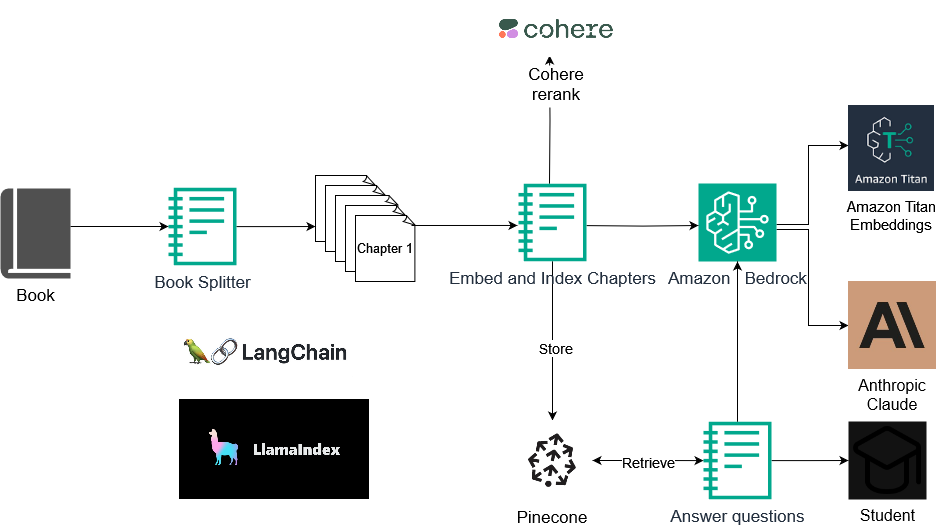 cohere
Cohere
rerank
Amazon Titan
Amazon Titan
Embeddings
Chapter 1
Book
Book Splitter
Embed and Index Chapters
Amazon Bedrock
LangChain
Store
Anthropic
Claude
LlamaIndex
Retrieve
Pinecone
Answer questions
Student